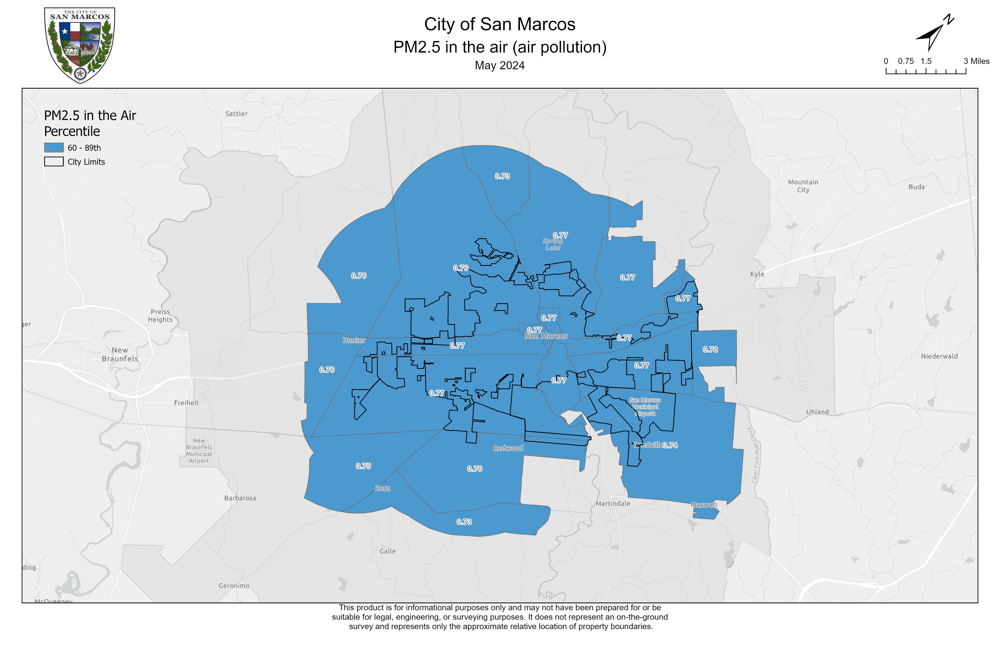 THE CITY OF
SAN MARCOS
City of San Marcos
PM2.5 in the air (air pollution)
May 2024
N
0 0.75 1.5 3 Miles
PM2.5 in the Air
Percentile
60 - 89th
City Limits
Sattler
0.73
Mountain
City
Buda
0.77
Spring
Lake
0.76
0.76
0.77
Kyle
0.77
Preiss
Heights
0.77
ger
0.77
San Marcos
0.77
Hunter
0.77
0.78
New
Braunfels
Niederwald
0.76
0.77
0.77
0.77
Freiheit
San Marcos
Municipal
Airport
Uhland
New
Braunfels
Municipal
Airport
Redwood
Reedville
0.74
Clear Fork Plum Creek
0.75
0.76
Zorn
Barbarosa
Martindale
Maxwell
0.73
Galle
ding
Geronimo
McQueeney
This product is for informational purposes only and may not have been prepared for or be
suitable for legal, engineering, or surveying purposes. It does not represent an on-the-ground
survey and represents only the approximate relative location of property boundaries.